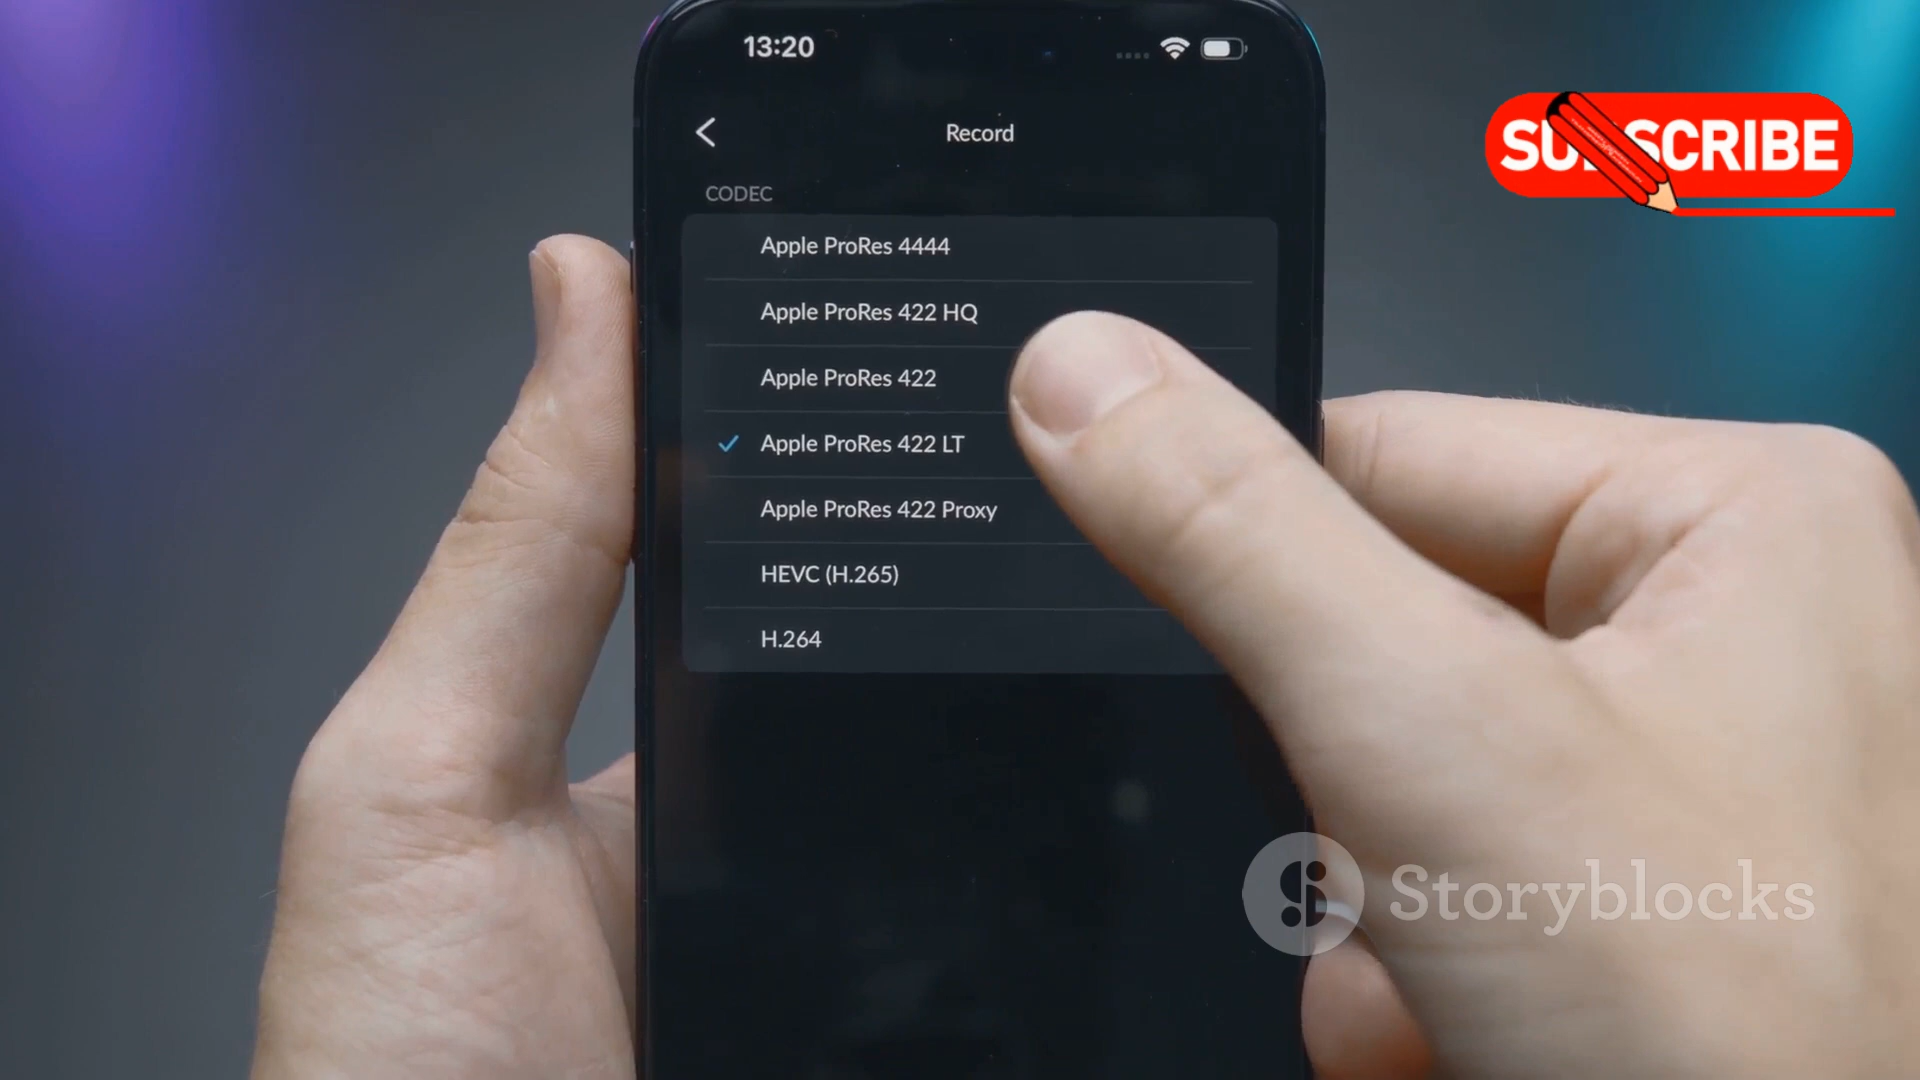 13:20
Record
SUBSCRIBE
CODEC
Apple ProRes 4444
Apple ProRes 422 HQ
Apple ProRes 422
Apple ProRes 422 LT
Apple ProRes 422 Proxy
HEVC (H.265)
H.264
Storyblocks